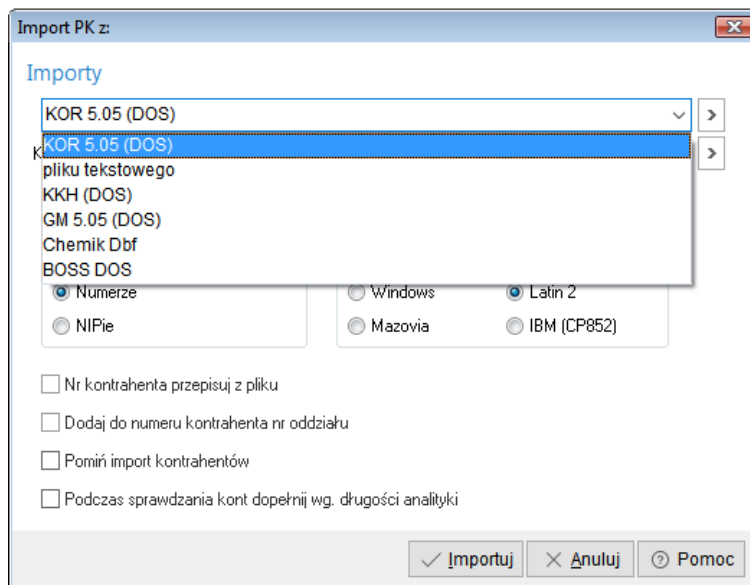 Import PK z:
Importy
KOR 5.05 (DOS)
KOR 5.05 (DOS)
K
pliku tekstowego
KKH (DOS)
GM 5.05 (DOS)
Chemik Dbf
BOSS DOS
Numerze
Windows
Latin 2
NIPie
Mazovia
IBM (CP852)
Nr kontrahenta przepisuj z pliku
Dodaj do numeru kontrahenta nr oddziału
Pomiń import kontrahentów
Podczas sprawdzania kont dopełnij wg. długości analityki
Importuj
Anuluj
Pomoc